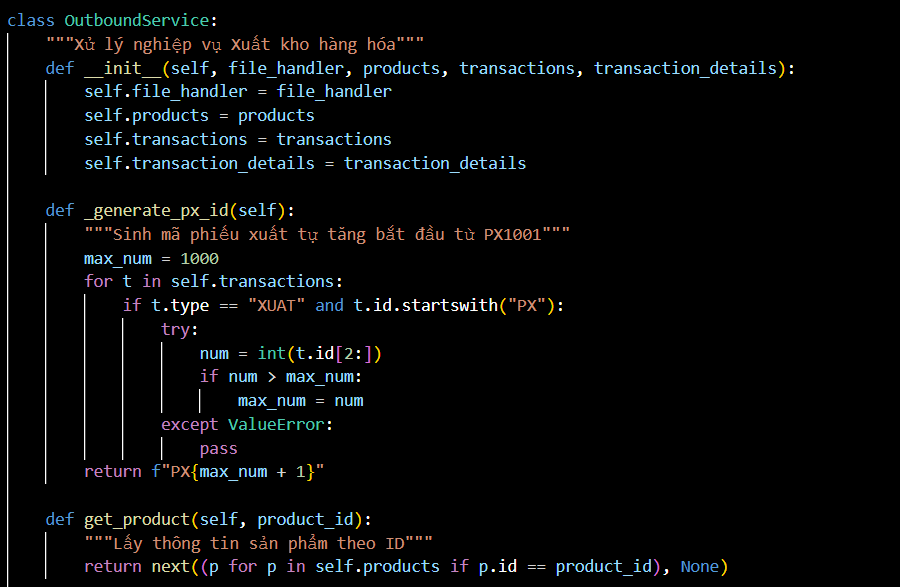 class OutboundService:
    """Xử lý nghiệp vụ Xuất kho hàng hóa"""
    def __init__(self, file_handler, products, transactions, transaction_details):
        self.file_handler = file_handler
        self.products = products
        self.transactions = transactions
        self.transaction_details = transaction_details

    def _generate_px_id(self):
        """Sinh mã phiếu xuất tự tăng bắt đầu từ PX1001"""
        max_num = 1000
        for t in self.transactions:
            if t.type == "XUAT" and t.id.startswith("PX"):
                try:
                    num = int(t.id[2:])
                    if num > max_num:
                        max_num = num
                except ValueError:
                    pass
        return f"PX{max_num + 1}"

    def get_product(self, product_id):
        """Lấy thông tin sản phẩm theo ID"""
        return next((p for p in self.products if p.id == product_id), None)